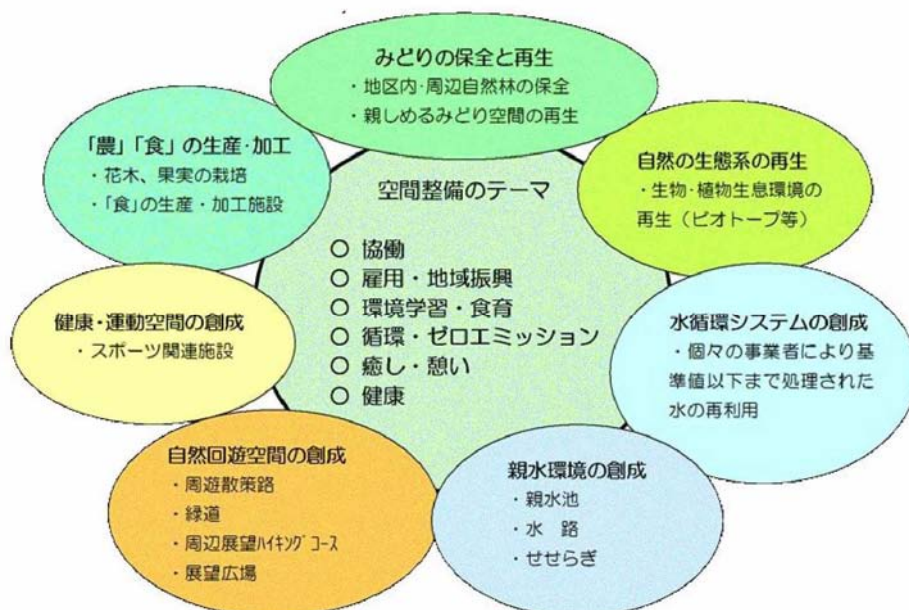 みどりの保全と再生
・地区内・周辺自然林の保全
・親しめるみどり空間の再生
「農」「食」の生産・加工
・花木、果実の栽培
・「食」の生産・加工施設
自然の生態系の再生
・生物・植物生息環境の
再生（ビオトープ等）
空間整備のテーマ
○ 協働
○ 雇用・地域振興
○ 環境学習・食育
○ 循環・ゼロエミッション
○ 癒し・憩い
○ 健康
健康・運動空間の創成
・スポーツ関連施設
水循環システムの創成
・個々の事業者により基
準値以下まで処理された
水の再利用
自然回遊空間の創成
・周遊散策路
・緑道
・周辺展望ﾊｲｷﾝｸﾞｺｰｽ
・展望広場
親水環境の創成
・親水池
・水　路
・せせらぎ